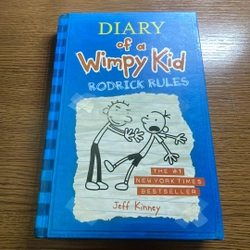 DIARY
of a
Wimpy Kid
RODRICK RULES
THE #1
NEW YORK TIMES
BESTSELLER
Jeff Kinney